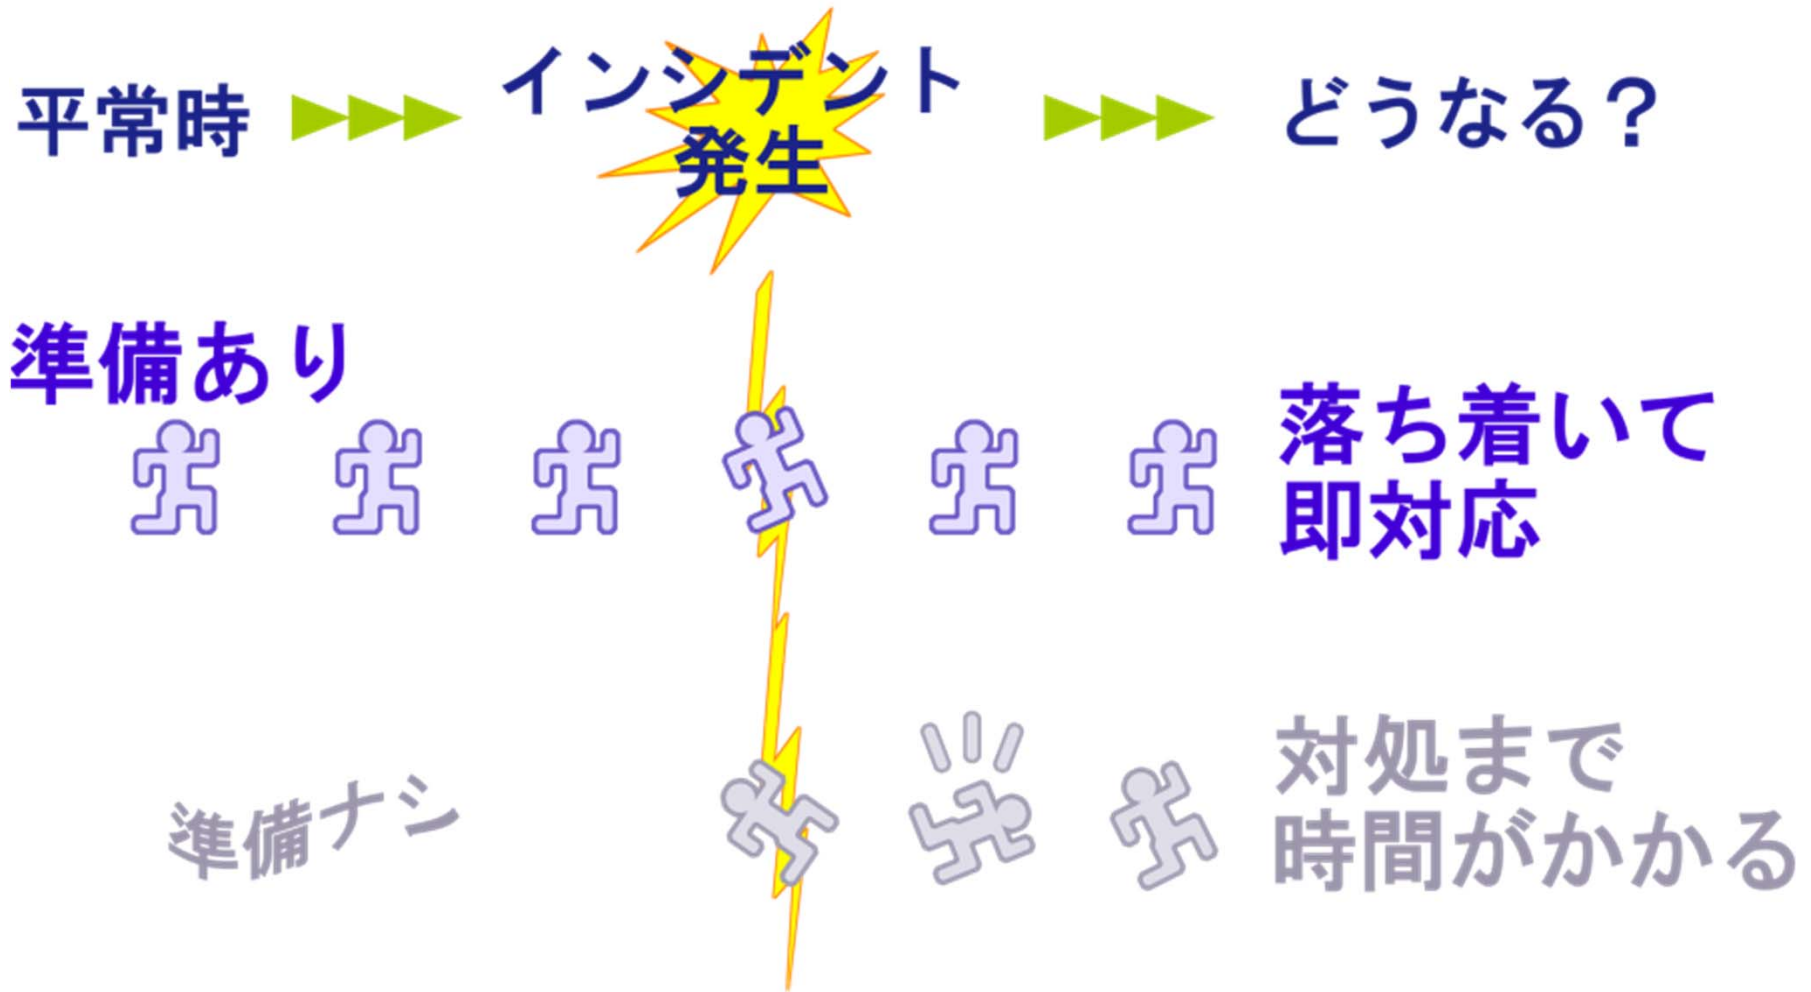 平常時
インシデント
発生
どうなる？
準備あり
落ち着いて
即対応
準備ナシ
対処まで
時間がかかる